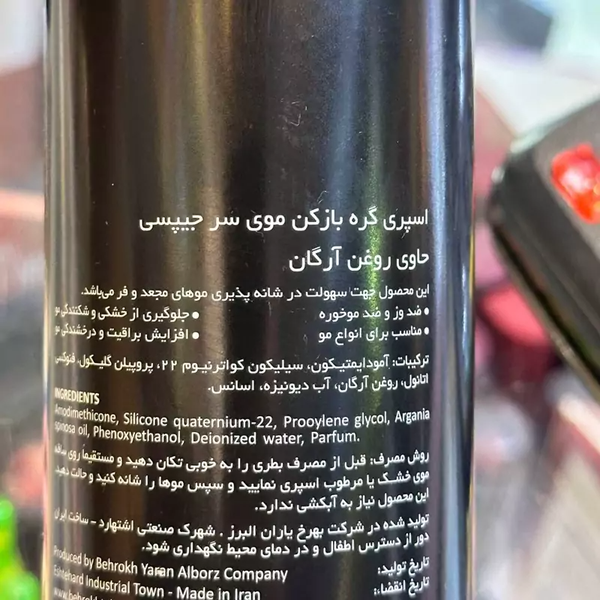 اسپری گره بازکن موی سر جیپسی
حاوی روغن آرگان
این محصول جهت سهولت در شانه پذیری موهای مجعد و فر می‌باشد.
• ضد وز و ضد موخوره • جلوگیری از خشکی و شکنندگی مو
• مناسب برای انواع مو • افزایش براقیت و درخشندگی مو
ترکیبات: آمودایمتیکون، سیلیکون کواترنیوم ۲۲، پروپیلن گلیکول، فنوکسی
اتانول، روغن آرگان، آب دیونیزه، اسانس.
INGREDIENTS
Amodimethicone, Silicone quaternium-22, Prooylene glycol, Argania
spinosa oil, Phenoxyethanol, Deionized water, Parfum.
روش مصرف: قبل از مصرف بطری را به خوبی تکان دهید و مستقیما روی ساقه
موی خشک یا مرطوب اسپری نمایید و سپس موها را شانه کنید و حالت دهید.
این محصول نیاز به آبکشی ندارد.
تولید شده در شرکت بهرخ یاران البرز . شهرک صنعتی اشتهارد - ساخت ایران
دور از دسترس اطفال و در دمای محیط نگهداری شود.
تاریخ تولید:
Produced by Behrokh Yaran Alborz Company
تاریخ انقضا:
Eshtehard Industrial Town - Made in Iran